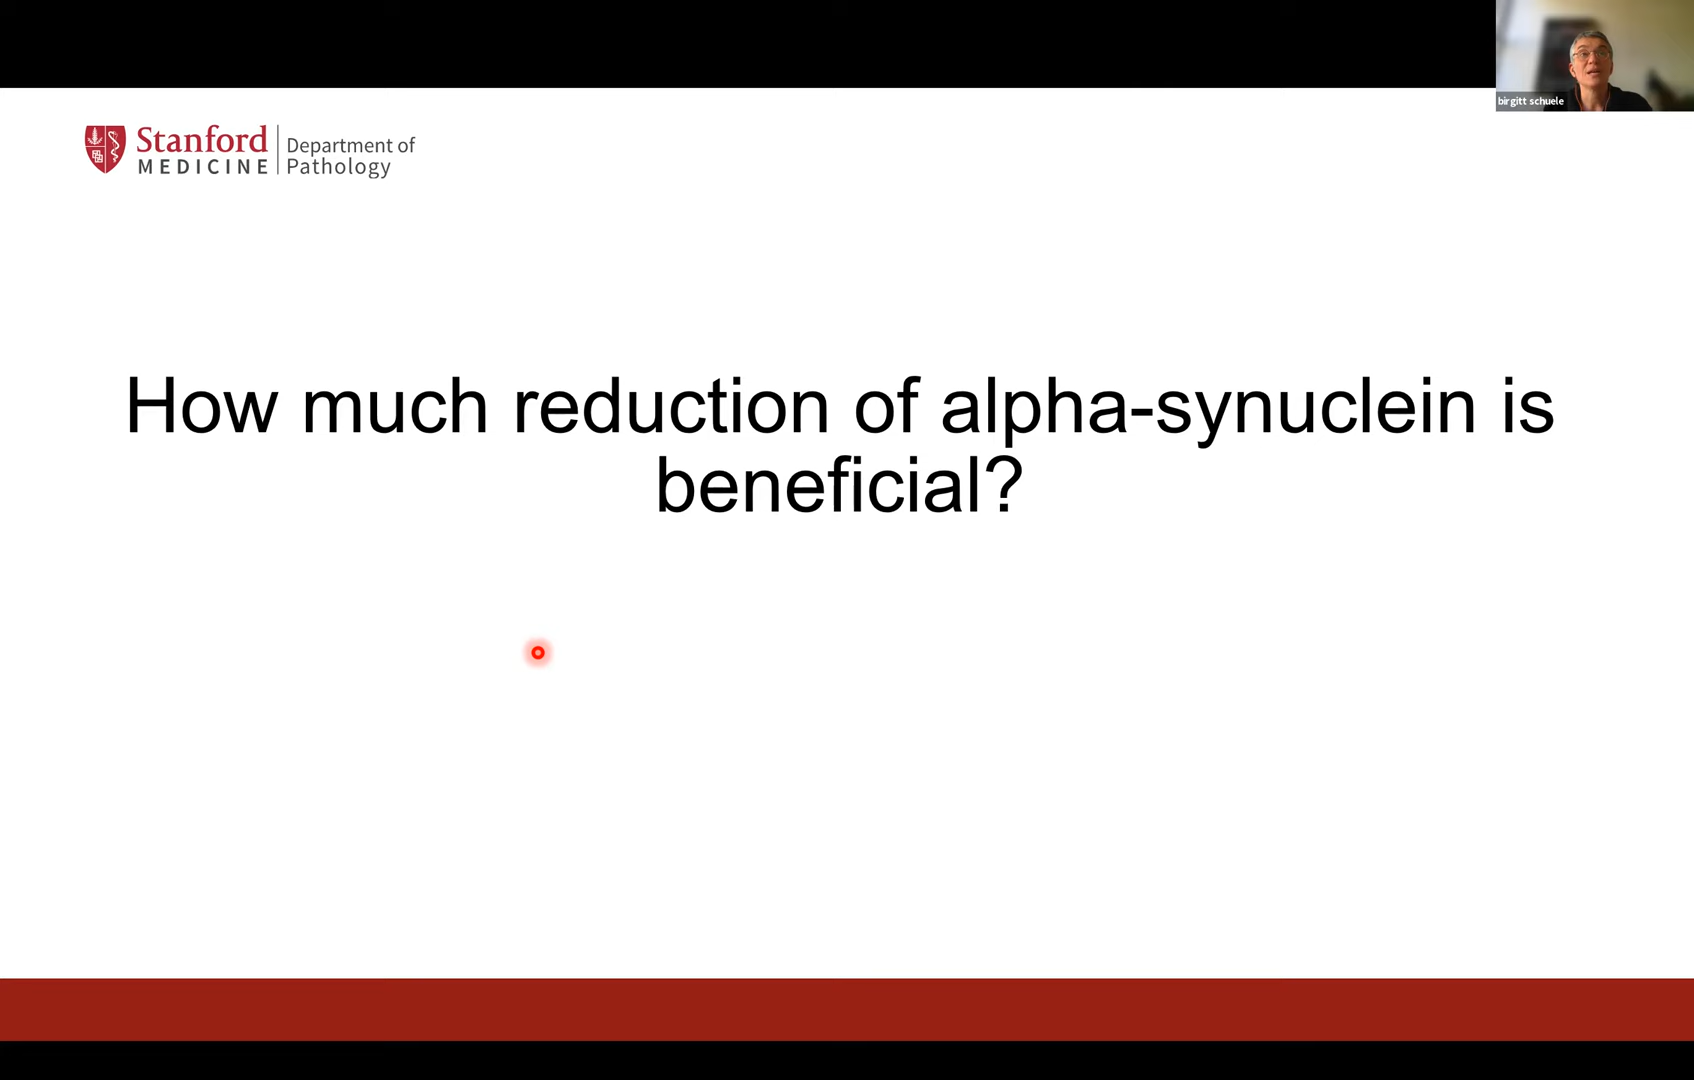 birgitt schuele
Stanford
MEDICINE
Department of
Pathology
How much reduction of alpha-synuclein is
beneficial?